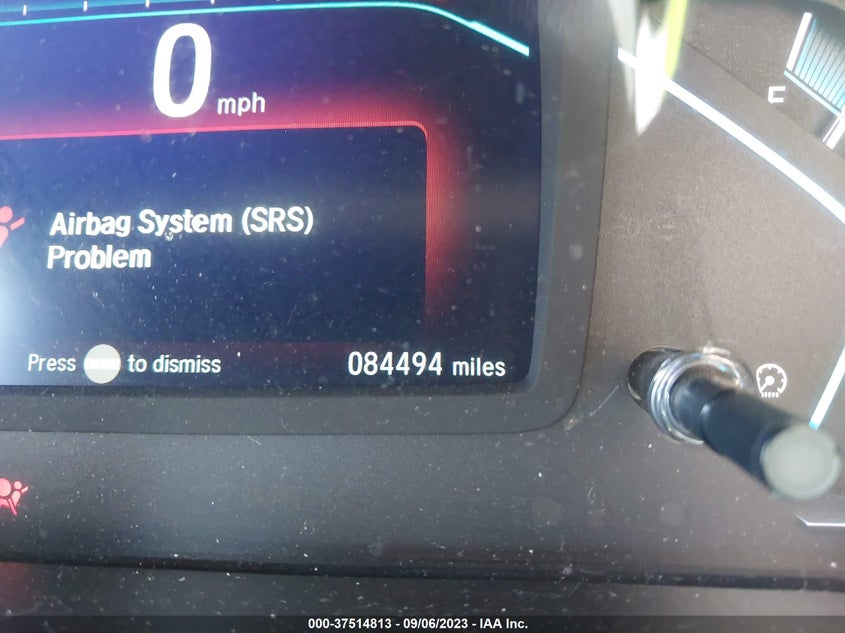 0 mph
C
Airbag System (SRS)
Problem
Press to dismiss
084494 miles
000-37514813 - 09/06/2023 - IAA Inc.